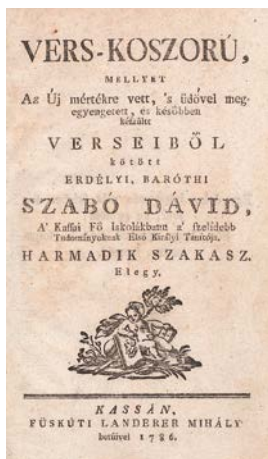 VERS-KOSZORÚ,
MELLYET
Az Új mértékre vett, 's üdővel meg-
egyengetett, és későbben
készűltt
VERSEIBŐL
kötött
ERDÉLYI, BARÓTHI
SZABÓ DÁVID,
A' Kassai Fő Iskolákbann a' szelídebb
Tudományoknak Első Királyi Tanítója.
HARMADIK SZAKASZ.
Elegy.
KASSÁN,
FÜSKÚTI LANDERER MIHÁLY
betűivel 1786.